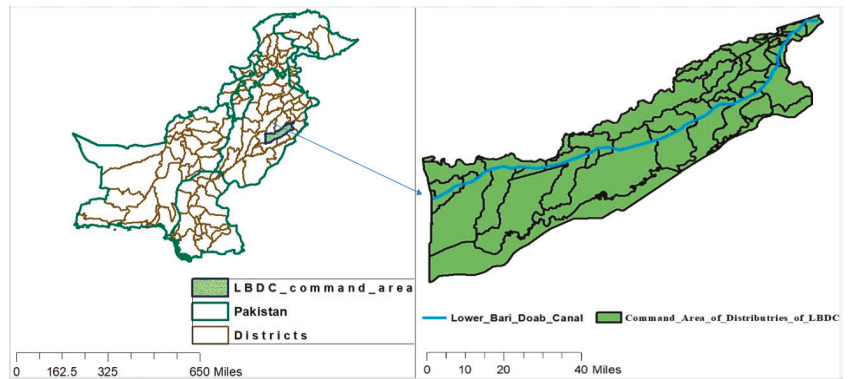 LBDC_command_area
Pakistan
Districts
0 162.5 325 650 Miles
Lower_Bari_Doab_Canal Command_Area_of_Distributries_of_LBDC
0 10 20 40 Miles